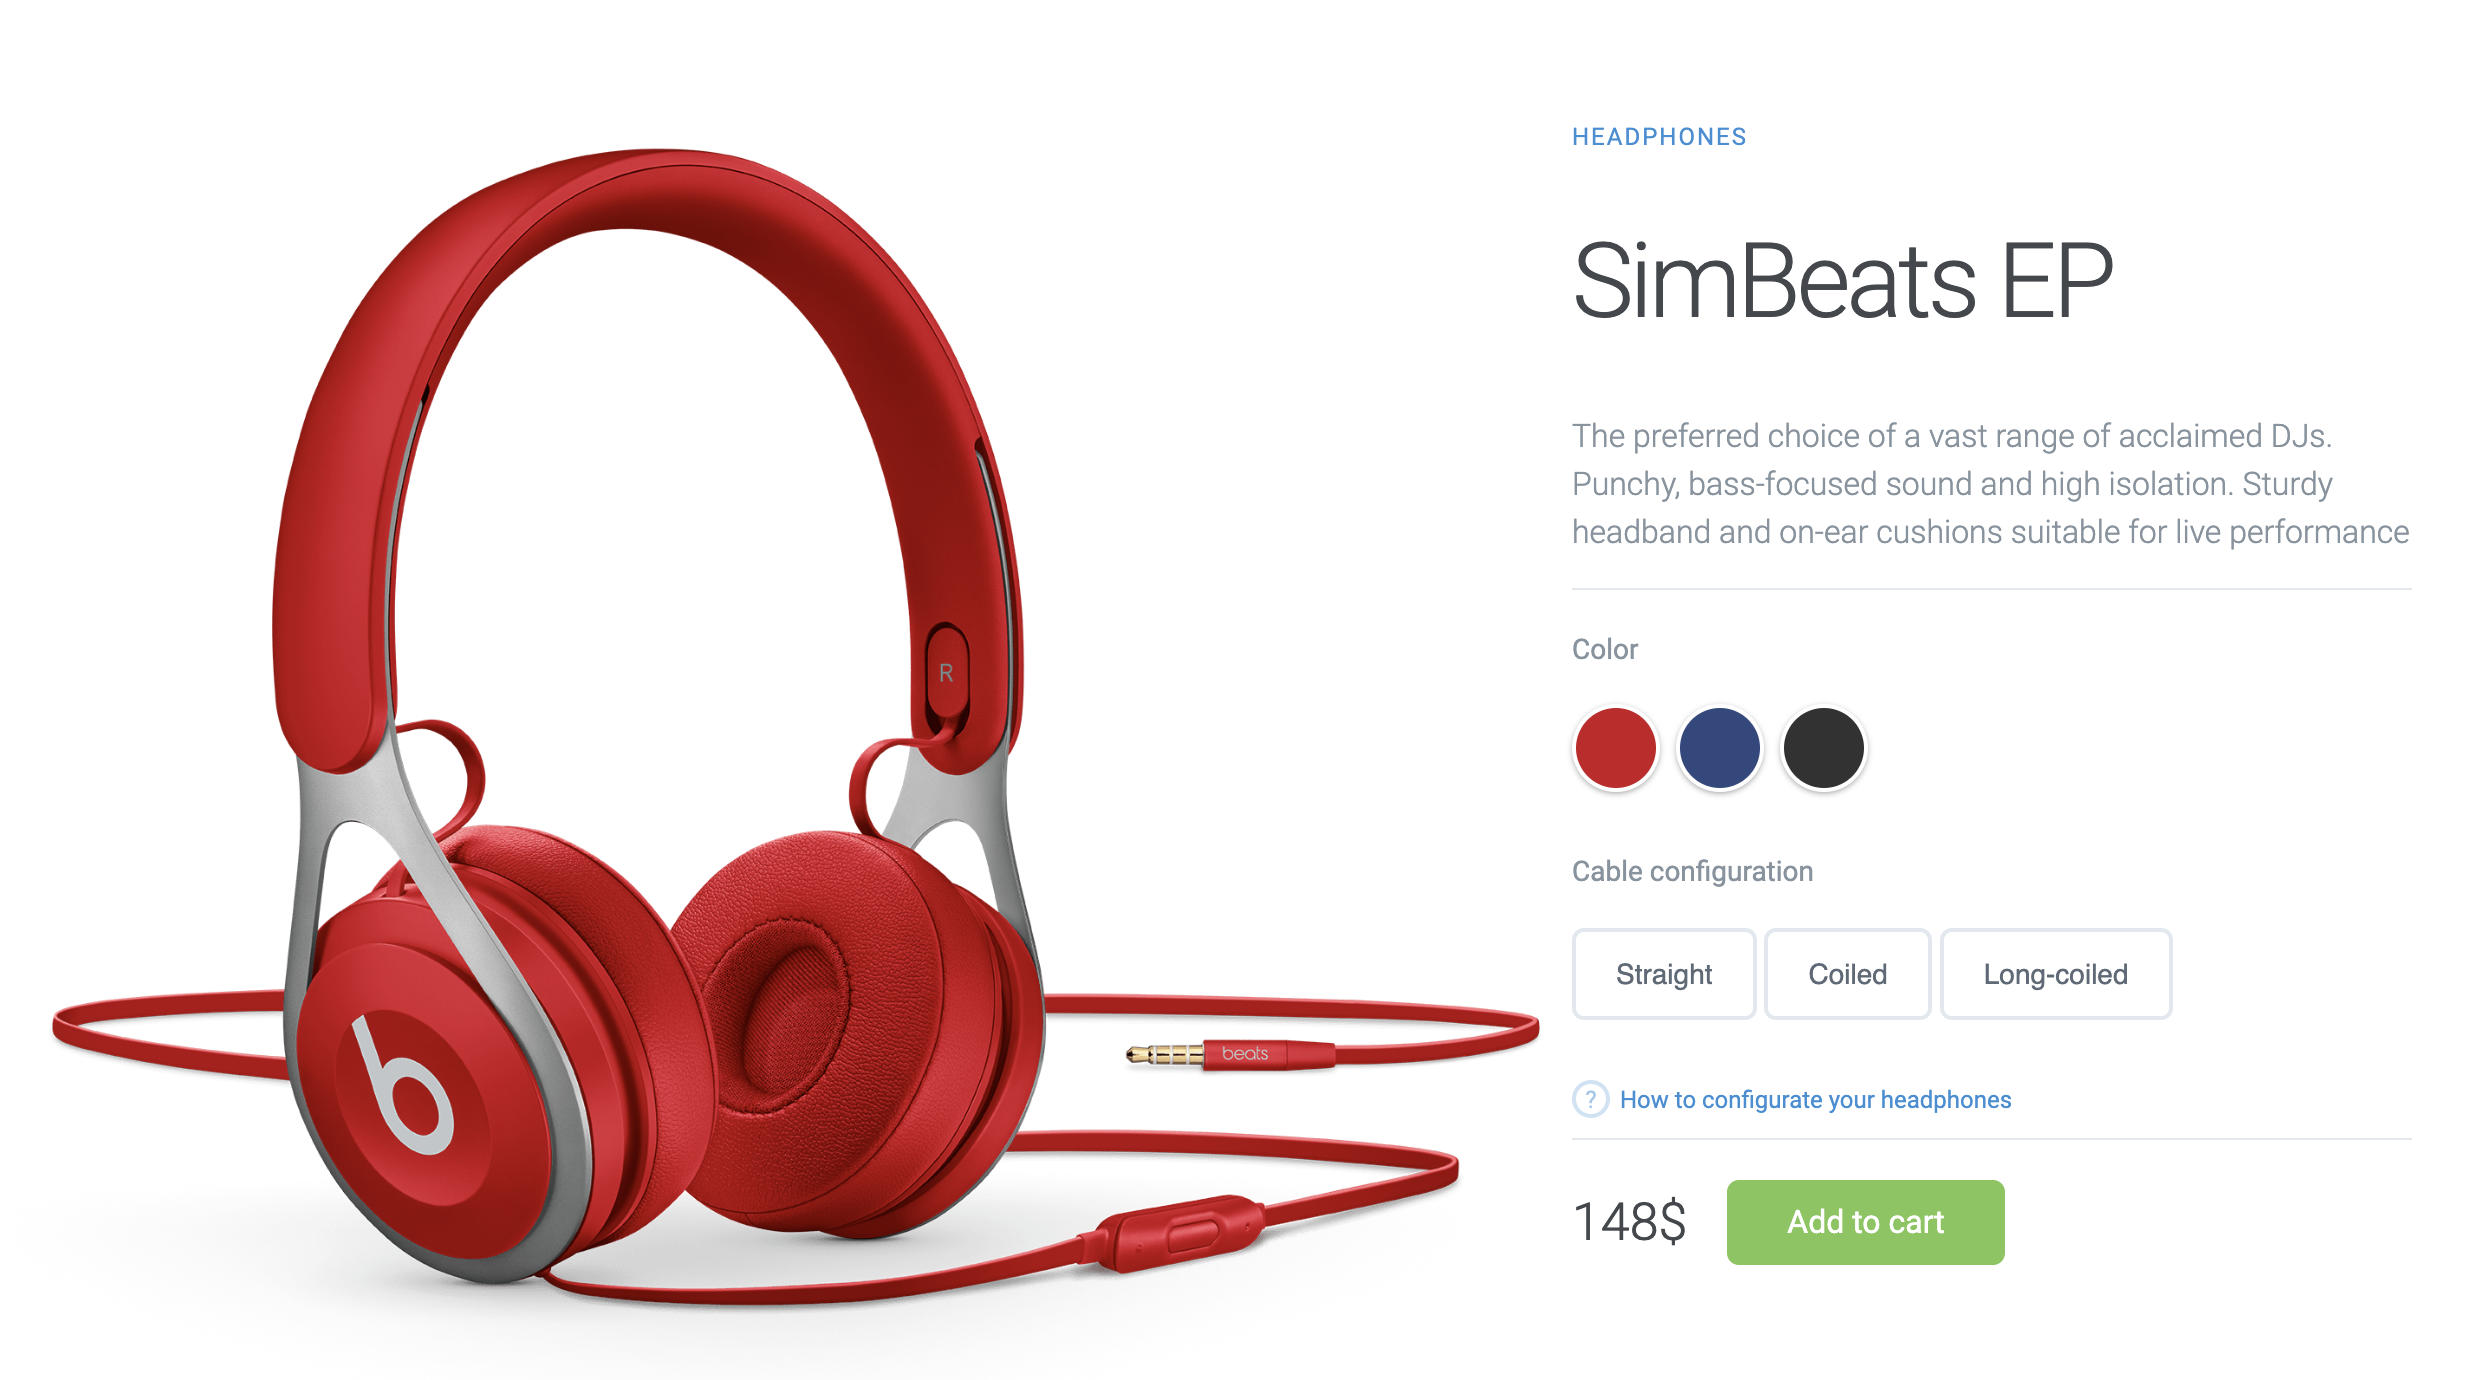 HEADPHONES
SimBeats EP
The preferred choice of a vast range of acclaimed DJs.
Punchy, bass-focused sound and high isolation. Sturdy
headband and on-ear cushions suitable for live performance
Color
R
b
Cable configuration
Straight
Coiled
Long-coiled
beats
? How to configurate your headphones
148$
Add to cart